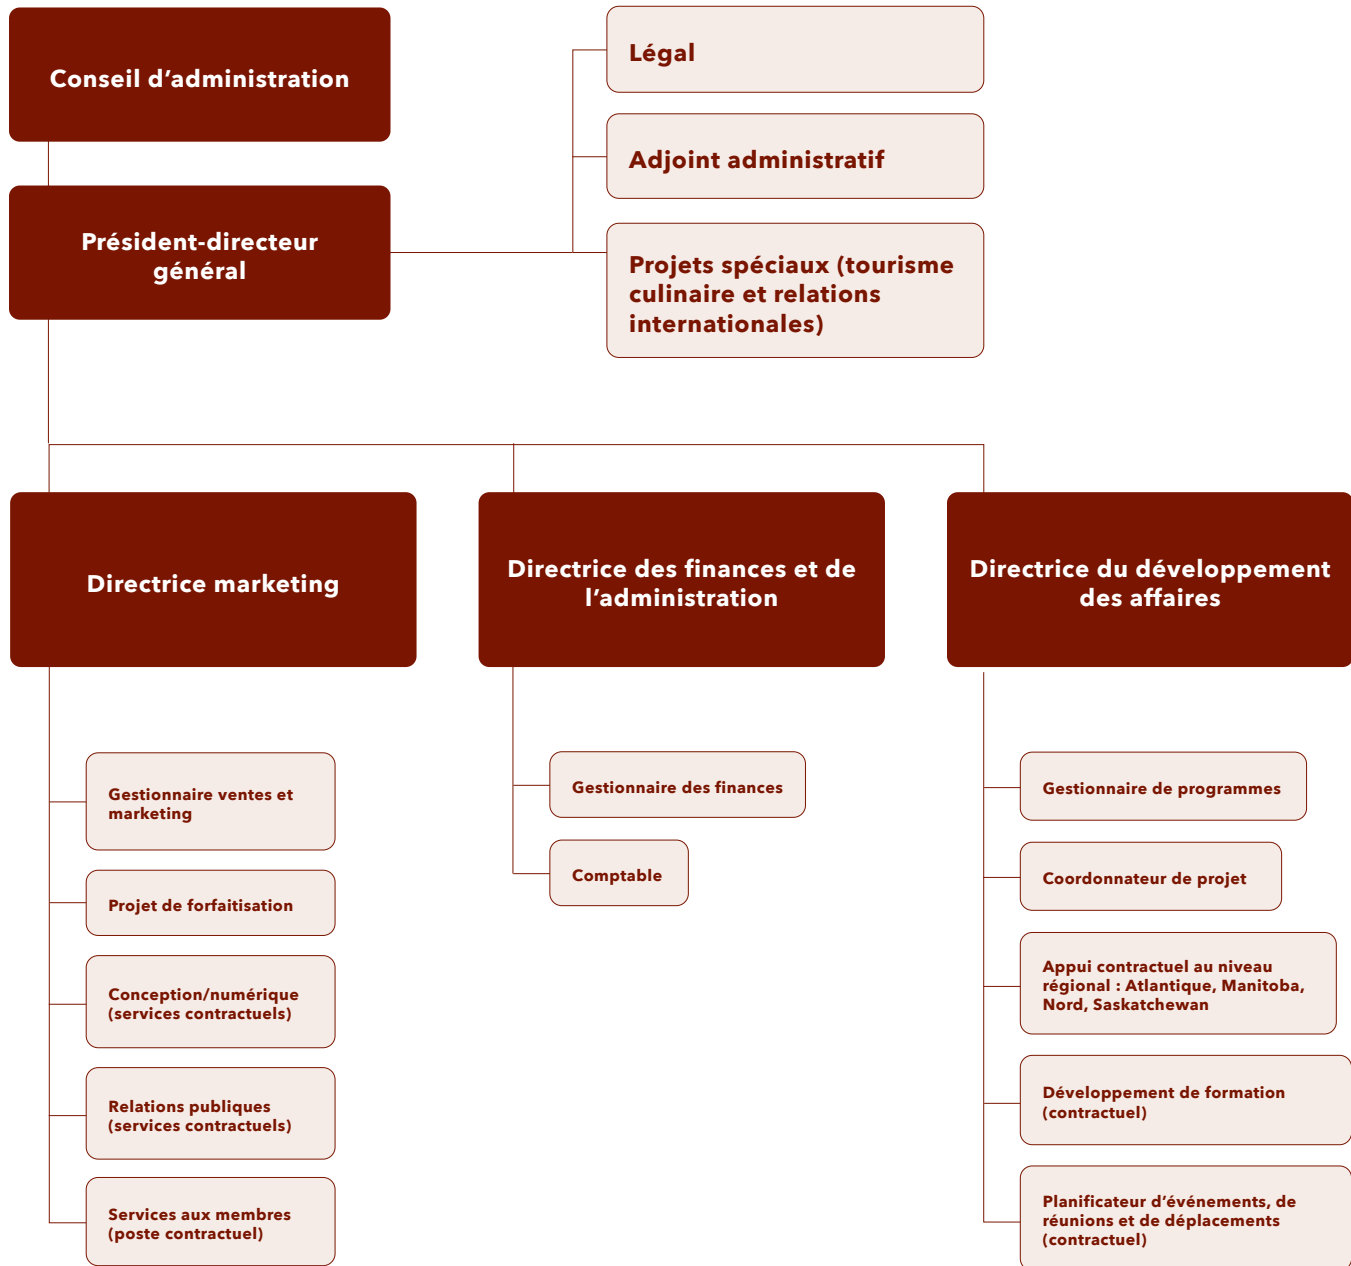 Conseil d’administration
Président-directeur
général
Légal
Adjoint administratif
Projets spéciaux (tourisme
culinaire et relations
internationales)
Directrice marketing
Gestionnaire ventes et
marketing
Projet de forfaitisation
Conception/numérique
(services contractuels)
Relations publiques
(services contractuels)
Services aux membres
(poste contractuel)
Directrice des finances et de
l’administration
Gestionnaire des finances
Comptable
Directrice du développement
des affaires
Gestionnaire de programmes
Coordonnateur de projet
Appui contractuel au niveau
régional : Atlantique, Manitoba,
Nord, Saskatchewan
Développement de formation
(contractuel)
Planificateur d’événements, de
réunions et de déplacements
(contractuel)